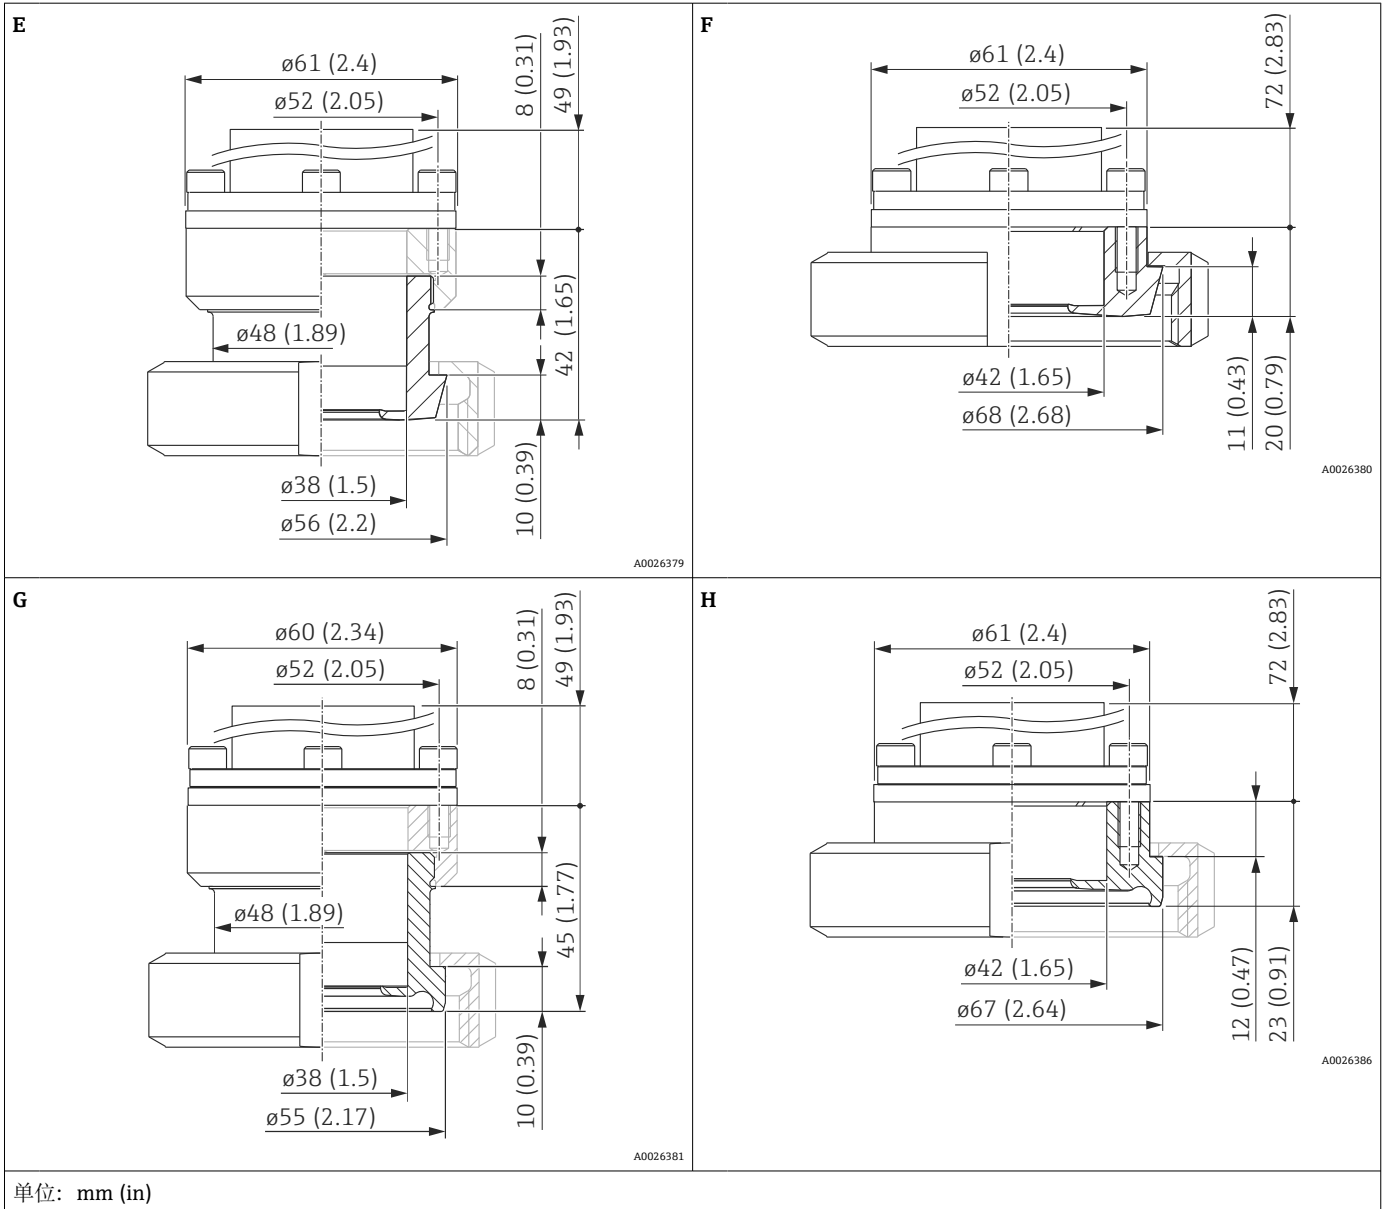 E
ø61 (2.4)
ø52 (2.05)
8 (0.31)
49 (1.93)
ø48 (1.89)
42 (1.65)
ø38 (1.5)
ø56 (2.2)
10 (0.39)
A0026379
F
ø61 (2.4)
ø52 (2.05)
72 (2.83)
ø42 (1.65)
ø68 (2.68)
11 (0.43)
20 (0.79)
A0026380
G
ø60 (2.34)
ø52 (2.05)
8 (0.31)
49 (1.93)
ø48 (1.89)
45 (1.77)
ø38 (1.5)
ø55 (2.17)
10 (0.39)
A0026381
H
ø61 (2.4)
ø52 (2.05)
72 (2.83)
ø42 (1.65)
ø67 (2.64)
12 (0.47)
23 (0.91)
A0026386
单位：mm (in)